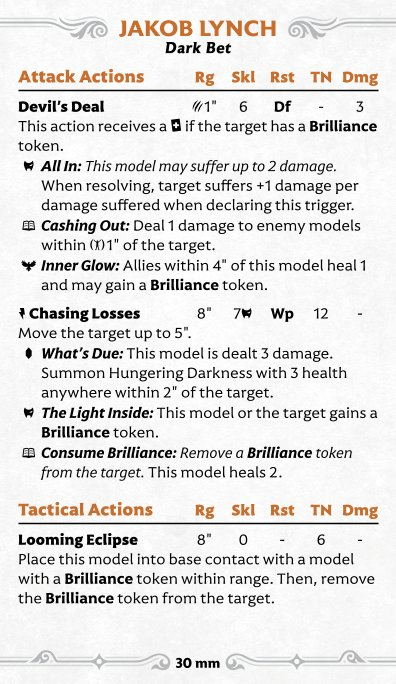 JAKOB LYNCH
Dark Bet
Attack Actions Rg Skl Rst TN Dmg
Devil's Deal 1" 6 Df - 3
This action receives a if the target has a Brilliance
token.
All In: This model may suffer up to 2 damage.
When resolving, target suffers +1 damage per
damage suffered when declaring this trigger.
Cashing Out: Deal 1 damage to enemy models
within 1" of the target.
Inner Glow: Allies within 4" of this model heal 1
and may gain a Brilliance token.
Chasing Losses 8" 7 Wp 12 -
Move the target up to 5".
What's Due: This model is dealt 3 damage.
Summon Hungering Darkness with 3 health
anywhere within 2" of the target.
The Light Inside: This model or the target gains a
Brilliance token.
Consume Brilliance: Remove a Brilliance token
from the target. This model heals 2.
Tactical Actions Rg Skl Rst TN Dmg
Looming Eclipse 8" 0 - 6 -
Place this model into base contact with a model
with a Brilliance token within range. Then, remove
the Brilliance token from the target.
30 mm